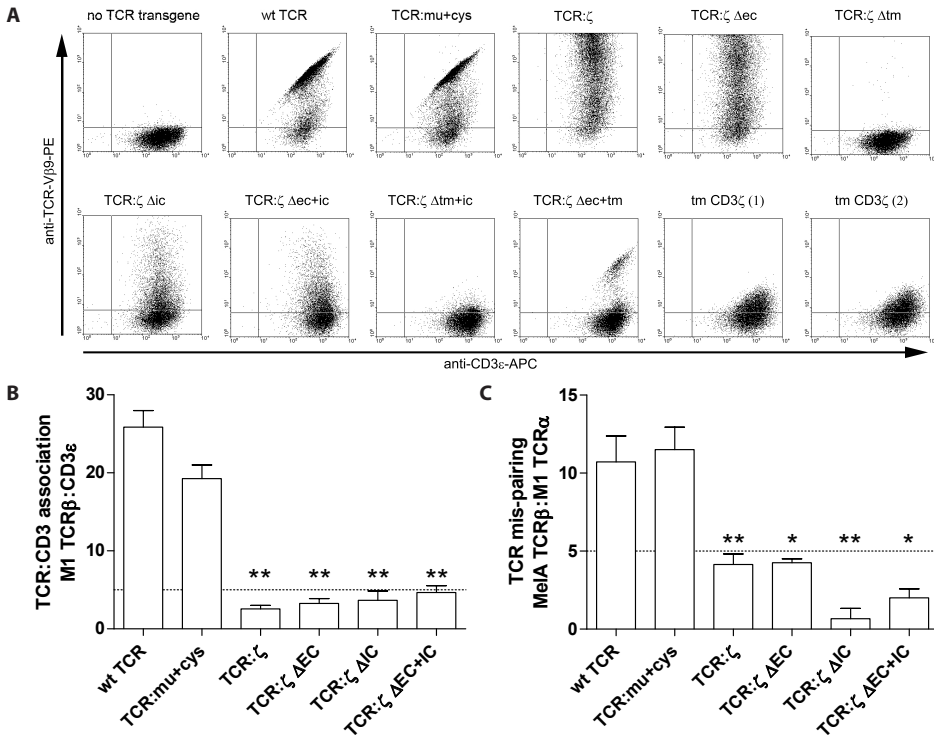 A
no TCR transgene
wt TCR
TCR:mu+cys
TCR:ζ
TCR:ζ Δec
TCR:ζ Δtm
TCR:ζ Δic
TCR:ζ Δec+ic
TCR:ζ Δtm+ic
TCR:ζ Δec+tm
tm CD3ζ (1)
tm CD3ζ (2)
anti-TCR-Vβ9-PE
anti-CD3ε-APC
B
TCR:CD3 association
M1 TCRβ:CD3ε
30
20
10
0
** ** ** **
wt TCR
TCR:mu+cys
TCR:ζ
TCR:ζ ΔEC
TCR:ζ ΔIC
TCR:ζ ΔEC+IC
C
TCR mis-pairing
MelA TCRβ:M1 TCRα
15
10
5
0
** * ** *
wt TCR
TCR:mu+cys
TCR:ζ
TCR:ζ ΔEC
TCR:ζ ΔIC
TCR:ζ ΔEC+IC